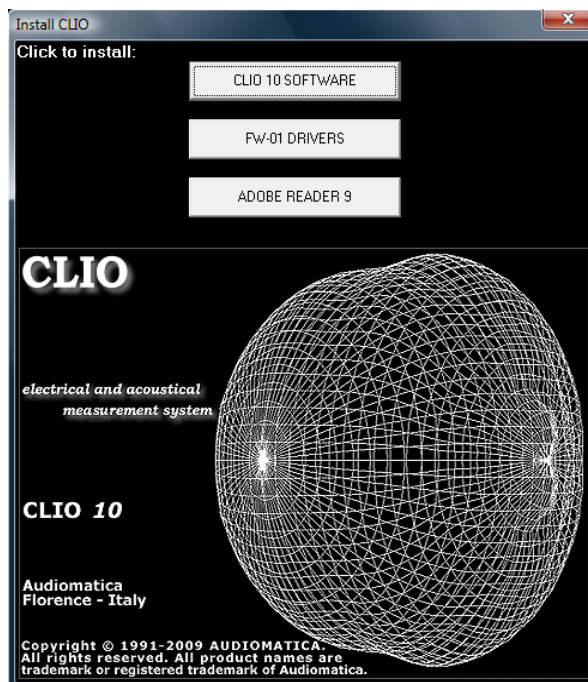 Install CLIO
Click to install:
CLIO 10 SOFTWARE
FW-01 DRIVERS
ADOBE READER 9
CLIO
electrical and acoustical
measurement system
CLIO 10
Audiomatica
Florence - Italy
Copyright © 1991-2009 AUDIOMATICA.
All rights reserved. All product names are
trademark or registered trademark of Audiomatica.